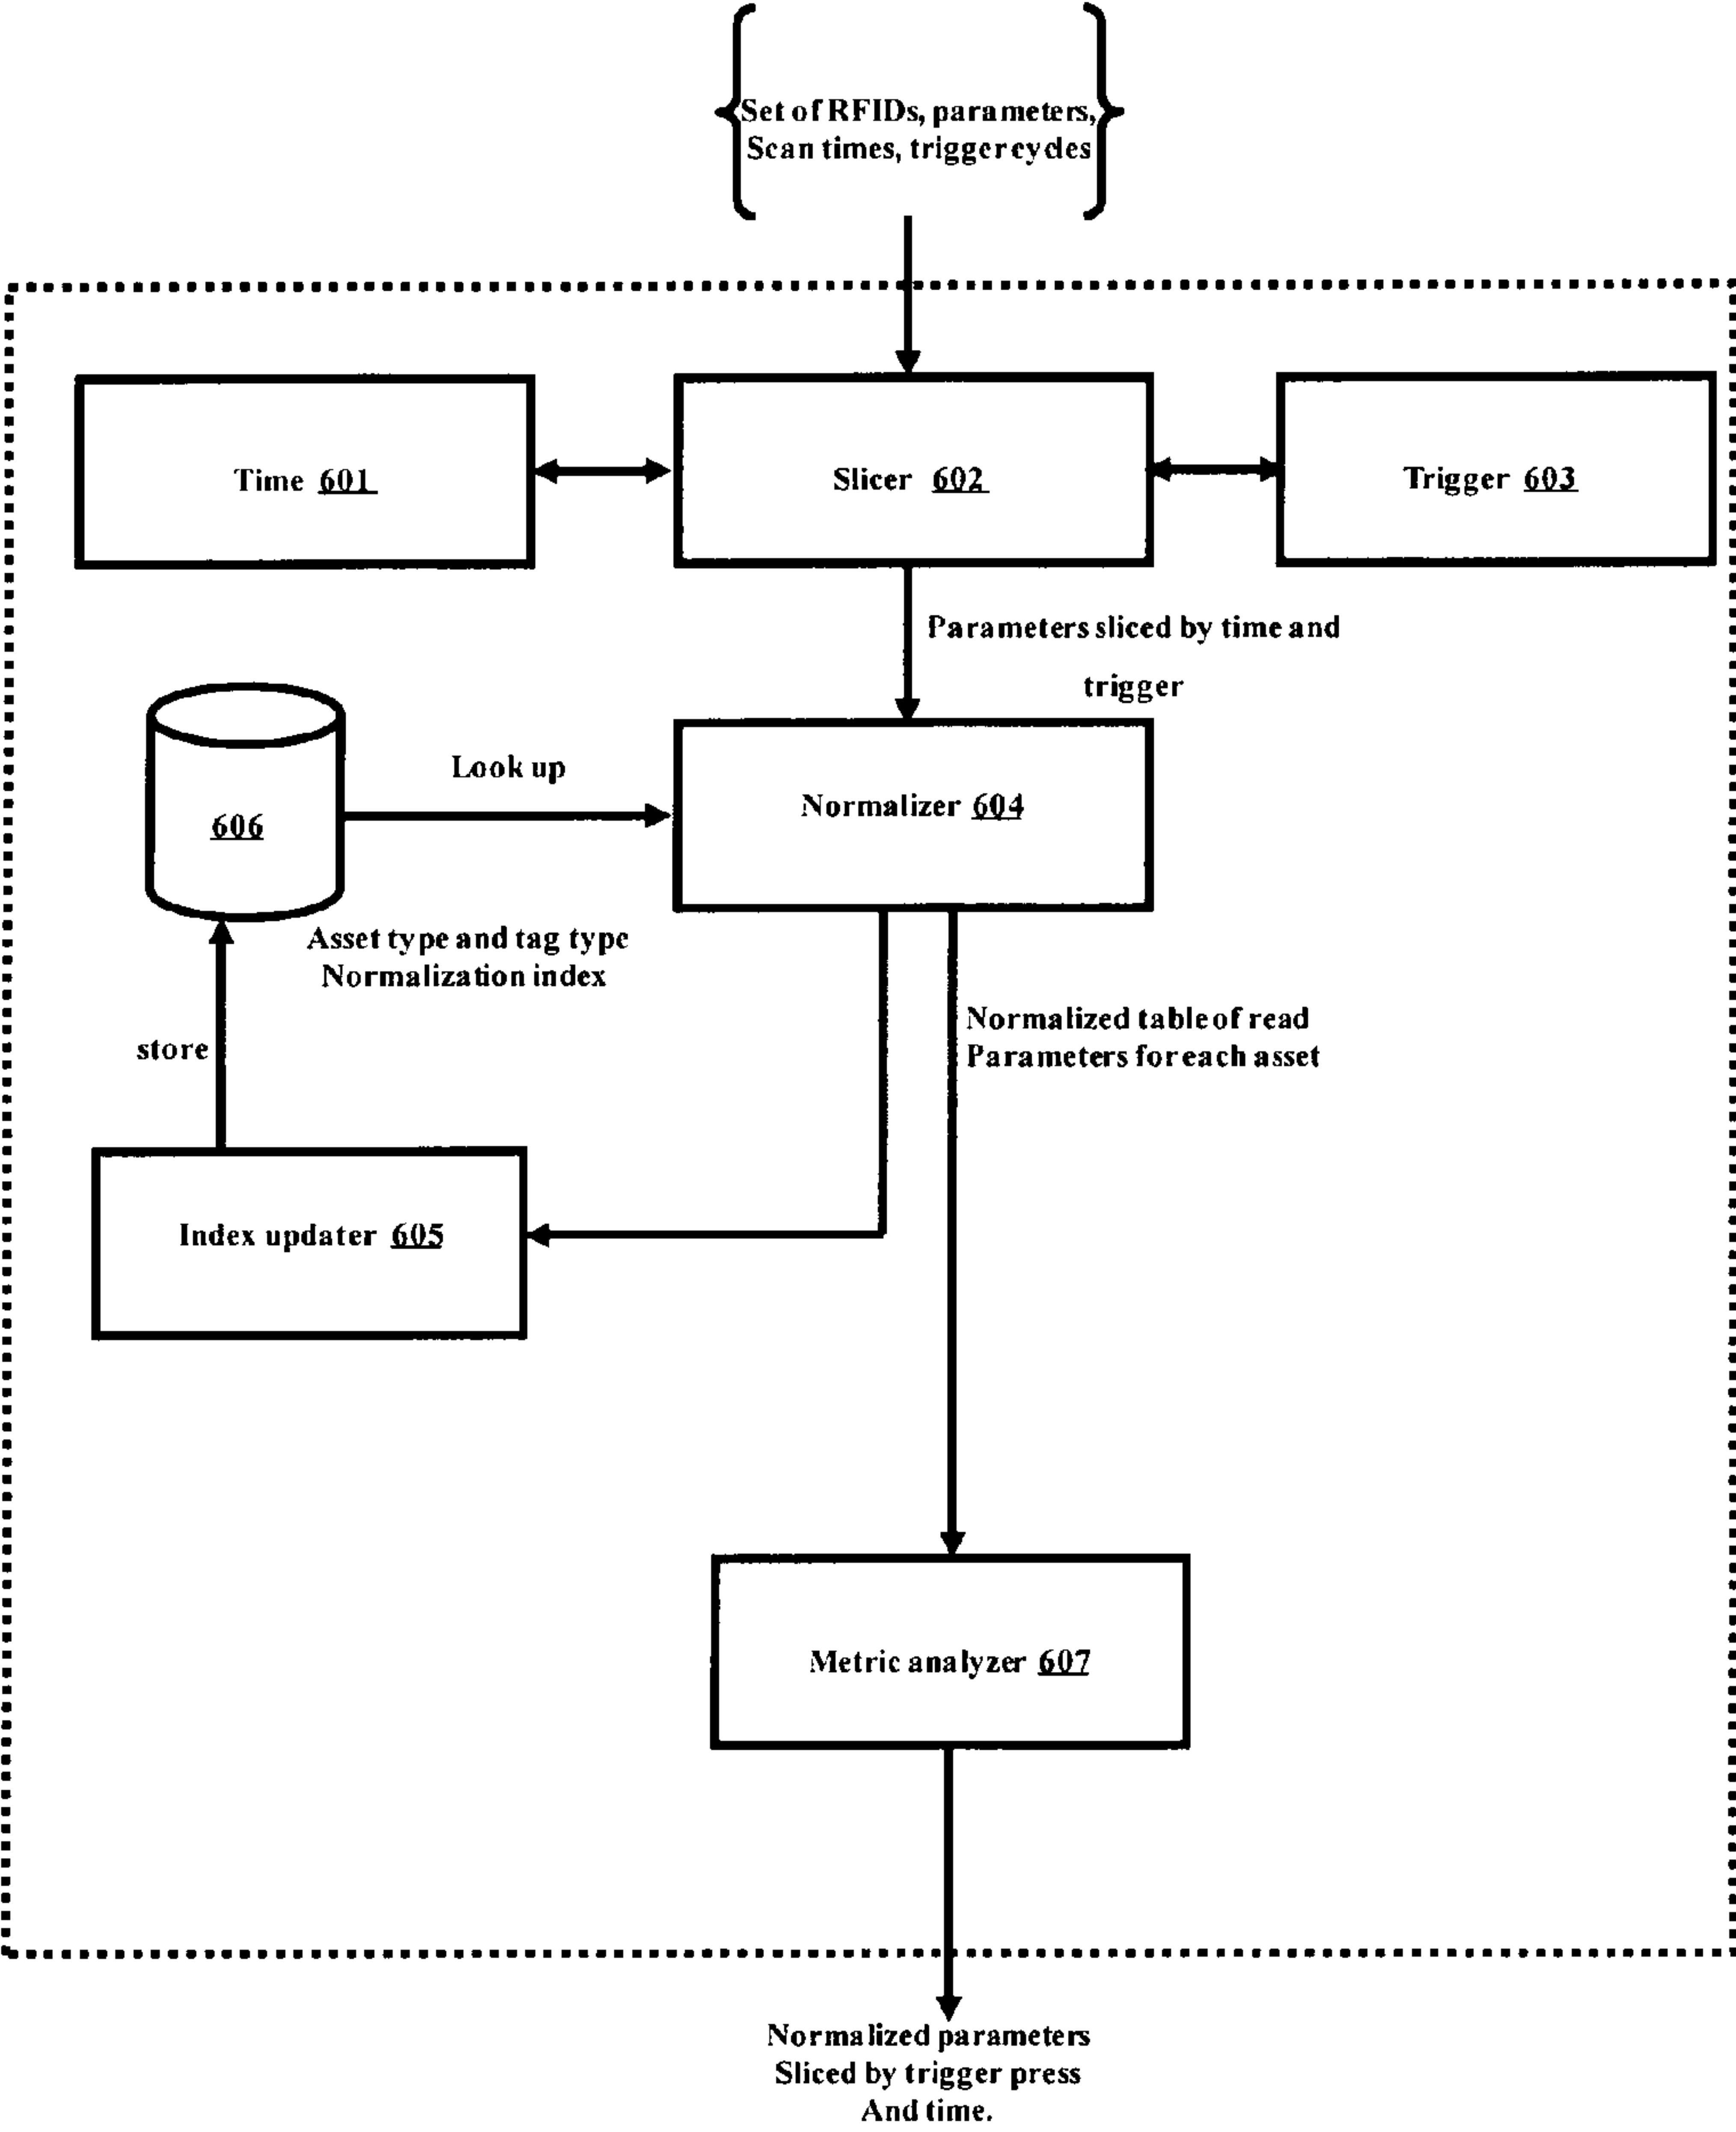 Set of RFIDs, parameters,
Scan times, trigger cycles
Time 601
Slicer 602
Trigger 603
Parameters sliced by time and
trigger
Look up
Normalizer 604
606
Asset type and tag type
Normalization index
Normalized table of read
Parameters for each asset
store
Index updater 605
Metric analyzer 607
Normalized parameters
Sliced by trigger press
And time.